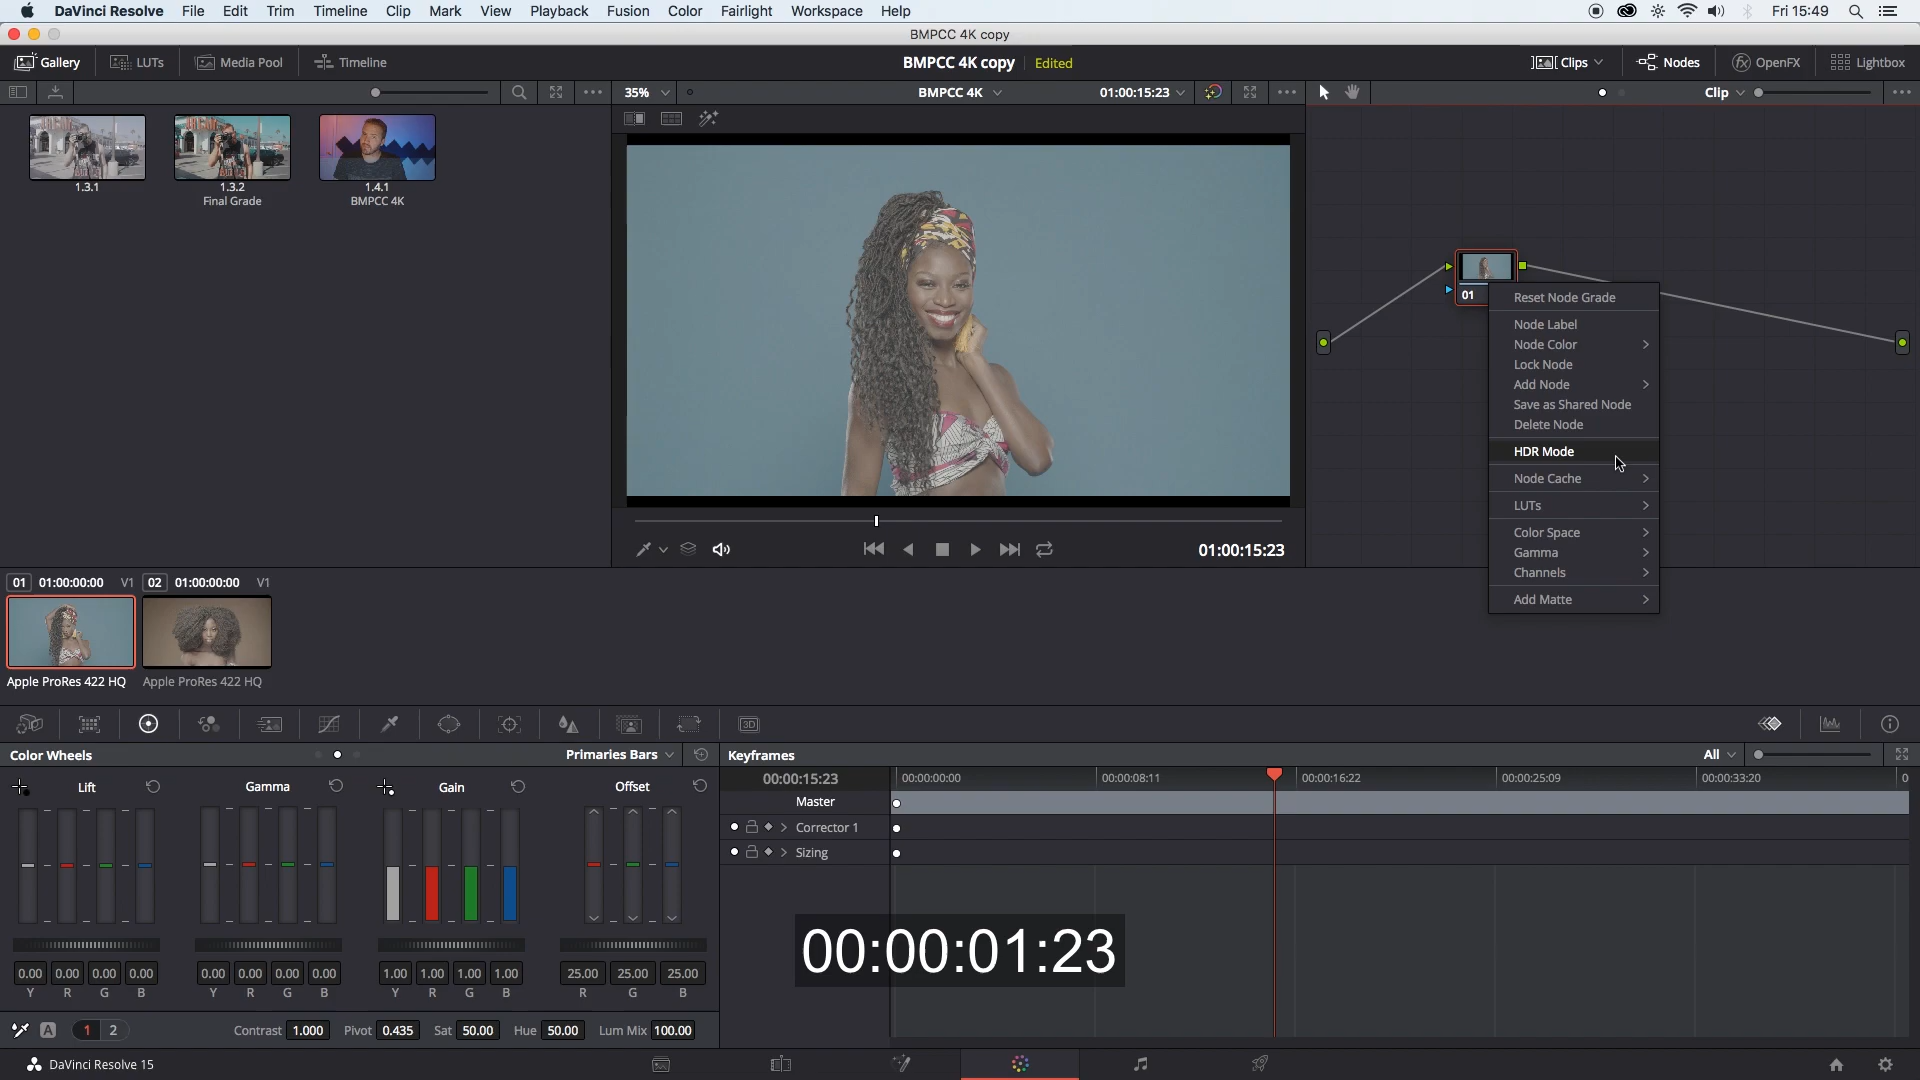 DaVinci Resolve File Edit Trim Timeline Clip Mark View Playback Fusion Color Fairlight Workspace Help Fri 15:49
BMPCC 4K copy
Gallery LUTs Media Pool Timeline BMPCC 4K copy Edited Clips Nodes OpenFX Lightbox
35% BMPCC 4K 01:00:15:23 Clip
1.3.1 1.3.2 1.4.1
Final Grade BMPCC 4K
01
Reset Node Grade
Node Label
Node Color
Lock Node
Add Node
Save as Shared Node
Delete Node
HDR Mode
Node Cache
LUTs
Color Space
Gamma
Channels
Add Matte
01:00:15:23
01 01:00:00:00 V1 02 01:00:00:00 V1
Apple ProRes 422 HQ Apple ProRes 422 HQ
3D
Color Wheels Primaries Bars Keyframes All
00:00:15:23 00:00:00:00 00:00:08:11 00:00:16:22 00:00:25:09 00:00:33:20 0
Lift Gamma Gain Offset
Master
Corrector 1
Sizing
00:00:01:23
0.00 0.00 0.00 0.00 0.00 0.00 0.00 0.00 1.00 1.00 1.00 1.00 25.00 25.00 25.00
Y R G B Y R G B Y R G B R G B
A 1 2 Contrast 1.000 Pivot 0.435 Sat 50.00 Hue 50.00 Lum Mix 100.00
DaVinci Resolve 15